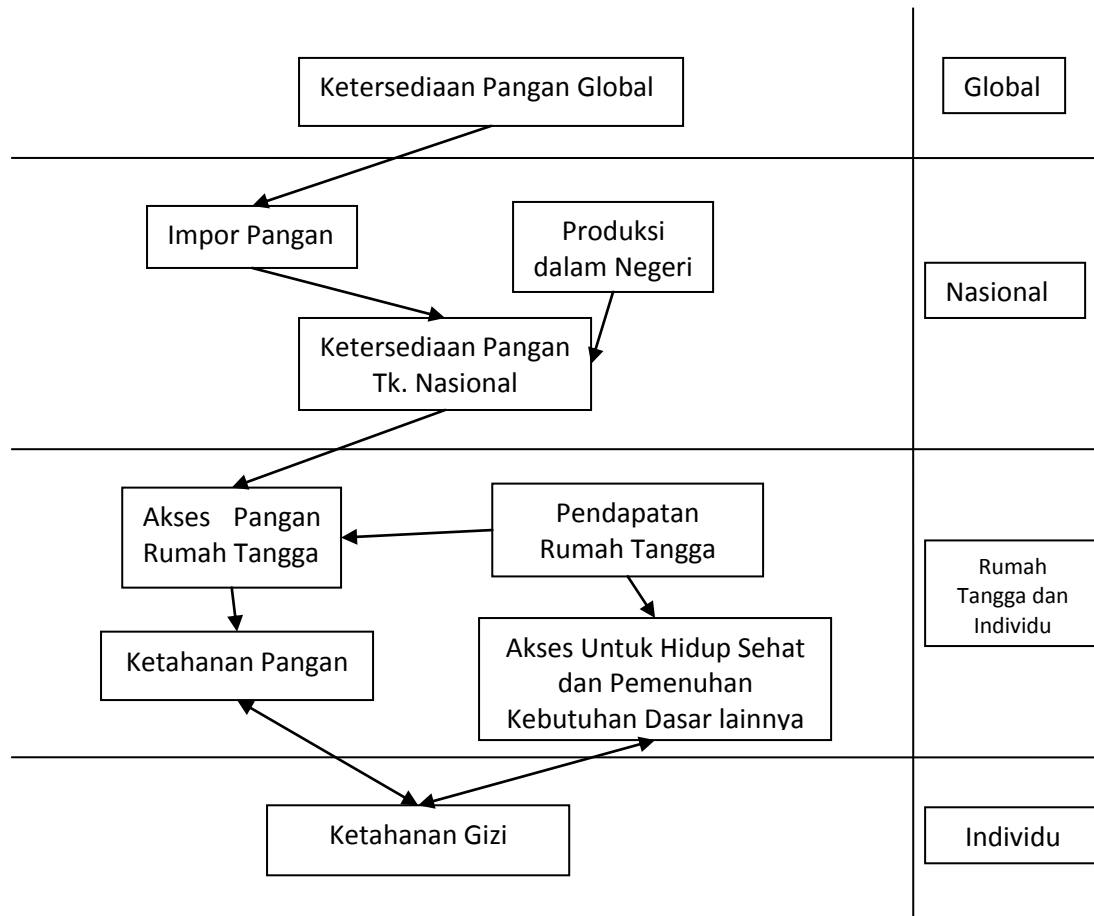 Ketersediaan Pangan Global
Global
Impor Pangan
Produksi
dalam Negeri
Nasional
Ketersediaan Pangan
Tk. Nasional
Akses Pangan
Rumah Tangga
Pendapatan
Rumah Tangga
Rumah
Tangga dan
Individu
Ketahanan Pangan
Akses Untuk Hidup Sehat
dan Pemenuhan
Kebutuhan Dasar lainnya
Ketahanan Gizi
Individu